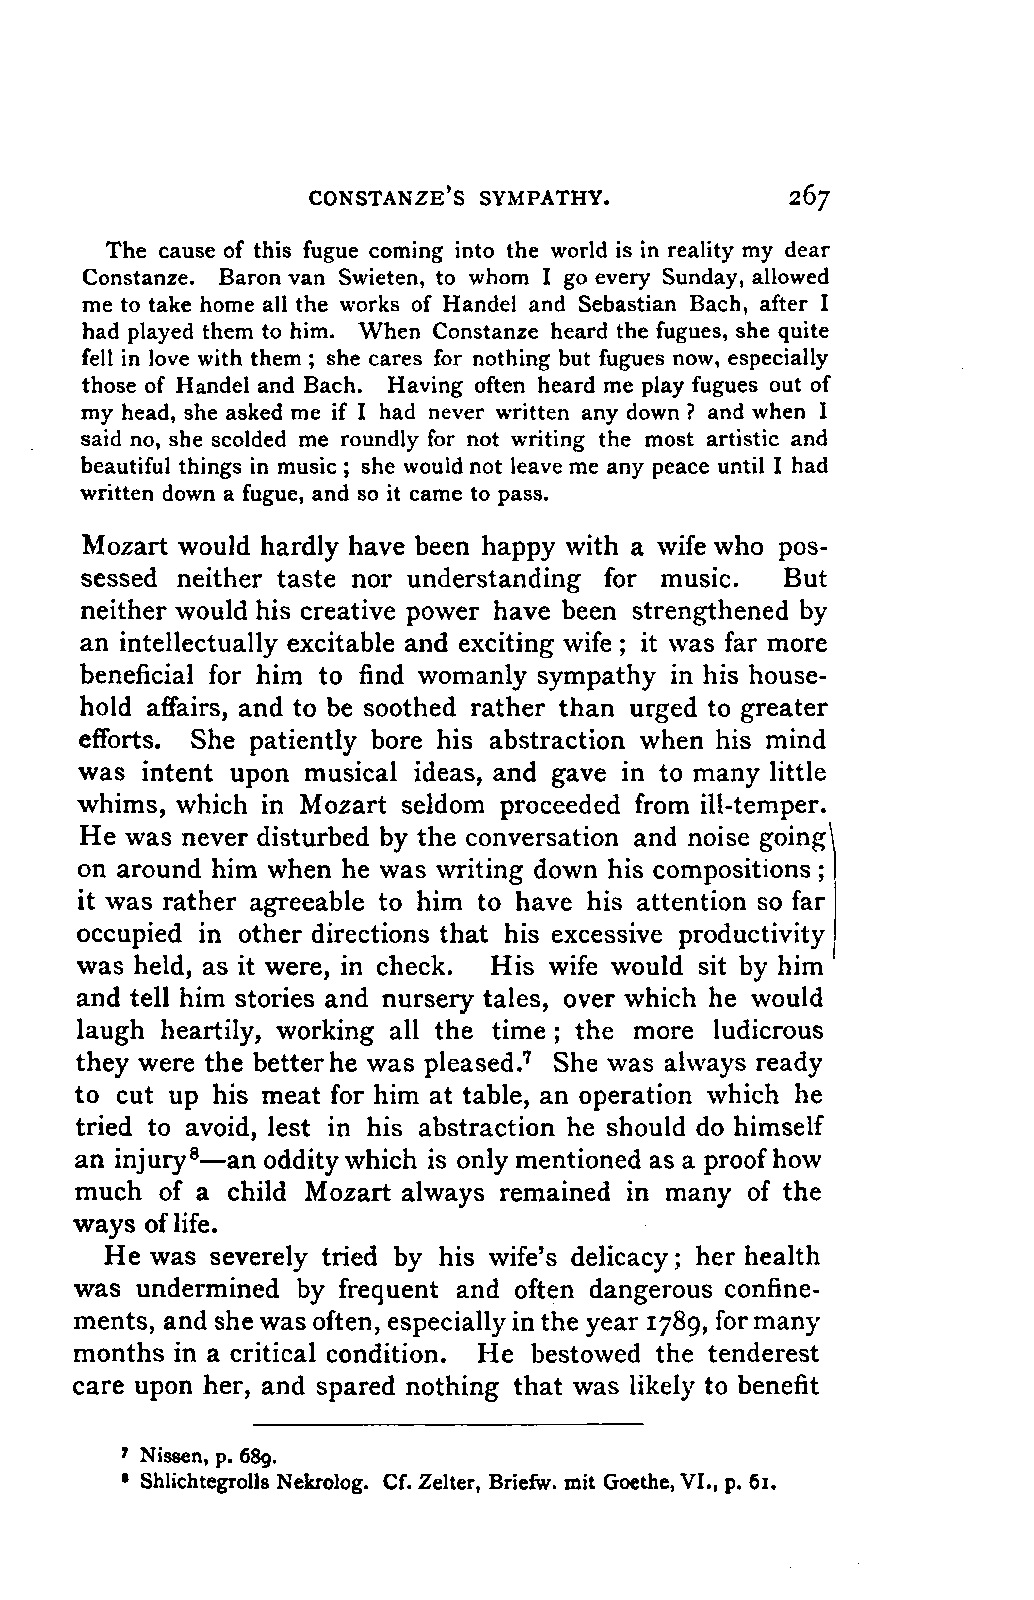 CONSTANZE'S SYMPATHY. 267
The cause of this fugue coming into the world is in reality my dear
Constanze. Baron van Swieten, to whom I go every Sunday, allowed
me to take home all the works of Handel and Sebastian Bach, after I
had played them to him. When Constanze heard the fugues, she quite
fell in love with them ; she cares for nothing but fugues now, especially
those of Handel and Bach. Having often heard me play fugues out of
my head, she asked me if I had never written any down ? and when I
said no, she scolded me roundly for not writing the most artistic and
beautiful things in music ; she would not leave me any peace until I had
written down a fugue, and so it came to pass.
Mozart would hardly have been happy with a wife who pos-
sessed neither taste nor understanding for music. But
neither would his creative power have been strengthened by
an intellectually excitable and exciting wife ; it was far more
beneficial for him to find womanly sympathy in his house-
hold affairs, and to be soothed rather than urged to greater
efforts. She patiently bore his abstraction when his mind
was intent upon musical ideas, and gave in to many little
whims, which in Mozart seldom proceeded from ill-temper.
He was never disturbed by the conversation and noise going
on around him when he was writing down his compositions ;
it was rather agreeable to him to have his attention so far
occupied in other directions that his excessive productivity
was held, as it were, in check. His wife would sit by him
and tell him stories and nursery tales, over which he would
laugh heartily, working all the time ; the more ludicrous
they were the better he was pleased.⁷ She was always ready
to cut up his meat for him at table, an operation which he
tried to avoid, lest in his abstraction he should do himself
an injury⁸—an oddity which is only mentioned as a proof how
much of a child Mozart always remained in many of the
ways of life.
He was severely tried by his wife's delicacy ; her health
was undermined by frequent and often dangerous confine-
ments, and she was often, especially in the year 1789, for many
months in a critical condition. He bestowed the tenderest
care upon her, and spared nothing that was likely to benefit
⁷ Nissen, p. 689.
⁸ Shlichtegrolls Nekrolog. Cf. Zelter, Briefw. mit Goethe, VI., p. 61.